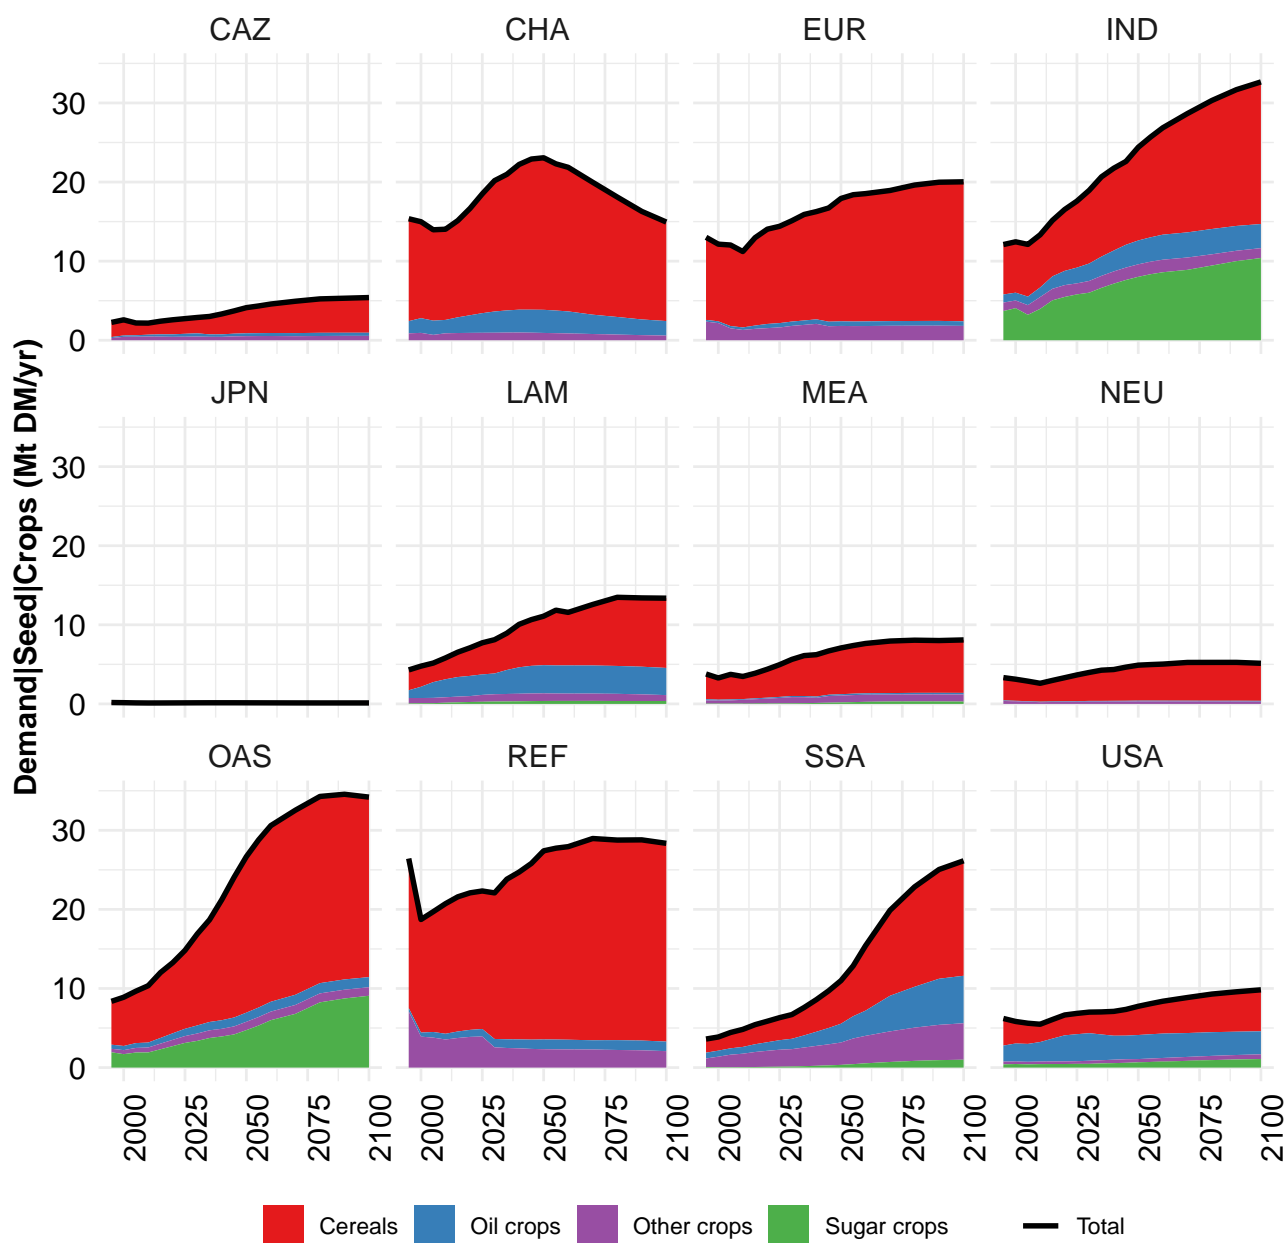 CAZ CHA EUR IND
30
20
10
0
JPN LAM MEA NEU
30
20
10
0
Demand|Seed|Crops (Mt DM/yr)
OAS REF SSA USA
30
20
10
0
2000 2025 2050 2075 2100 2000 2025 2050 2075 2100 2000 2025 2050 2075 2100 2000 2025 2050 2075 2100
Cereals Oil crops Other crops Sugar crops Total